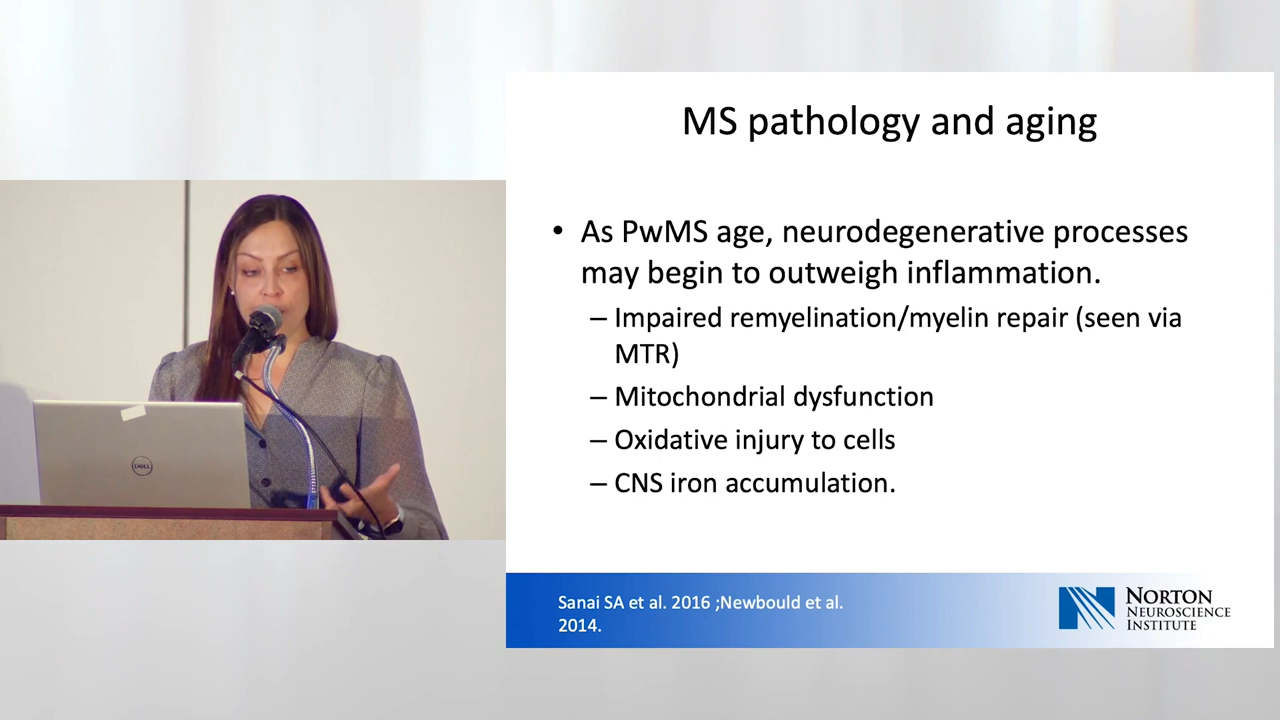 MS pathology and aging
• As PwMS age, neurodegenerative processes
may begin to outweigh inflammation.
– Impaired remyelination/myelin repair (seen via
MTR)
– Mitochondrial dysfunction
– Oxidative injury to cells
– CNS iron accumulation.
Sanai SA et al. 2016 ;Newbould et al.
2014.
NORTON
NEUROSCIENCE
INSTITUTE
DELL